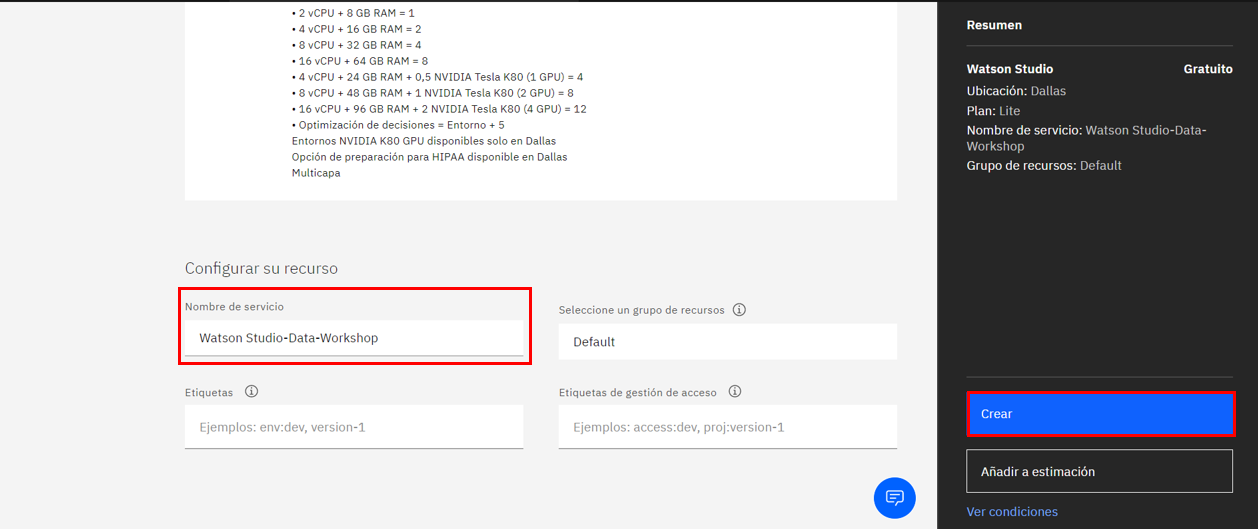 • 2 vCPU + 8 GB RAM = 1
• 4 vCPU + 16 GB RAM = 2
• 8 vCPU + 32 GB RAM = 4
• 16 vCPU + 64 GB RAM = 8
• 4 vCPU + 24 GB RAM + 0,5 NVIDIA Tesla K80 (1 GPU) = 4
• 8 vCPU + 48 GB RAM + 1 NVIDIA Tesla K80 (2 GPU) = 8
• 16 vCPU + 96 GB RAM + 2 NVIDIA Tesla K80 (4 GPU) = 12
• Optimización de decisiones = Entorno + 5
Entornos NVIDIA K80 GPU disponibles solo en Dallas
Opción de preparación para HIPAA disponible en Dallas
Multicapa
Configurar su recurso
Nombre de servicio
Watson Studio-Data-Workshop
Seleccione un grupo de recursos
Default
Etiquetas
Ejemplos: env:dev, version-1
Etiquetas de gestión de acceso
Ejemplos: access:dev, proj:version-1
Resumen
Watson Studio Gratuito
Ubicación: Dallas
Plan: Lite
Nombre de servicio: Watson Studio-Data-
Workshop
Grupo de recursos: Default
Crear
Añadir a estimación
Ver condiciones